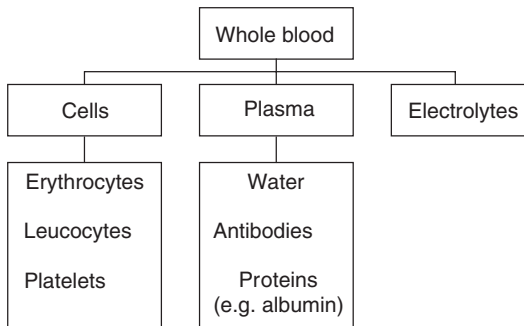 Whole blood
Cells
Plasma
Electrolytes
Erythrocytes
Leucocytes
Platelets
Water
Antibodies
Proteins
(e.g. albumin)